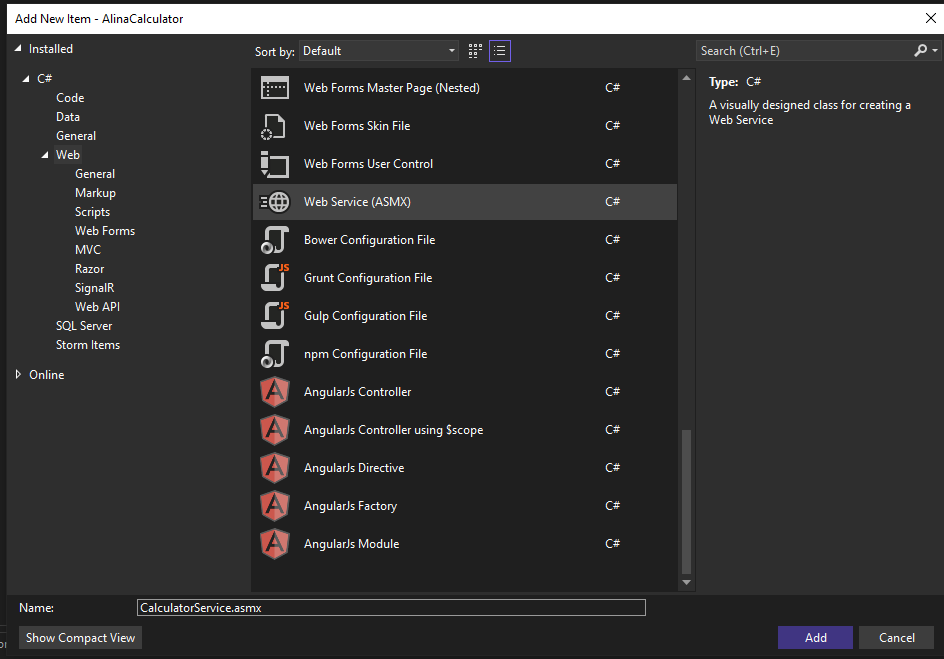 Add New Item - AlinaCalculator
Installed
C#
Code
Data
General
Web
General
Markup
Scripts
Web Forms
MVC
Razor
SignalR
Web API
SQL Server
Storm Items
Online
Sort by: Default
Web Forms Master Page (Nested) C#
Web Forms Skin File C#
Web Forms User Control C#
Web Service (ASMX) C#
Bower Configuration File C#
JS Grunt Configuration File C#
JS Gulp Configuration File C#
npm Configuration File C#
AngularJs Controller C#
AngularJs Controller using $scope C#
AngularJs Directive C#
AngularJs Factory C#
AngularJs Module C#
Search (Ctrl+E)
Type: C#
A visually designed class for creating a
Web Service
Name: CalculatorService.asmx
Show Compact View
Add
Cancel